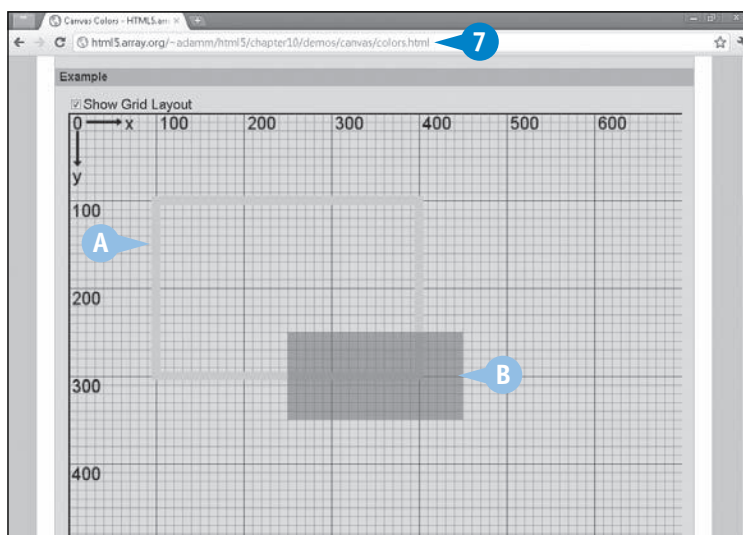 Canvas Colors - HTML5.arr
html5.array.org/~adamm/html5/chapter10/demos/canvas/colors.html
7
Example
Show Grid Layout
0 x 100 200 300 400 500 600
y
100
A
200
B
300
400